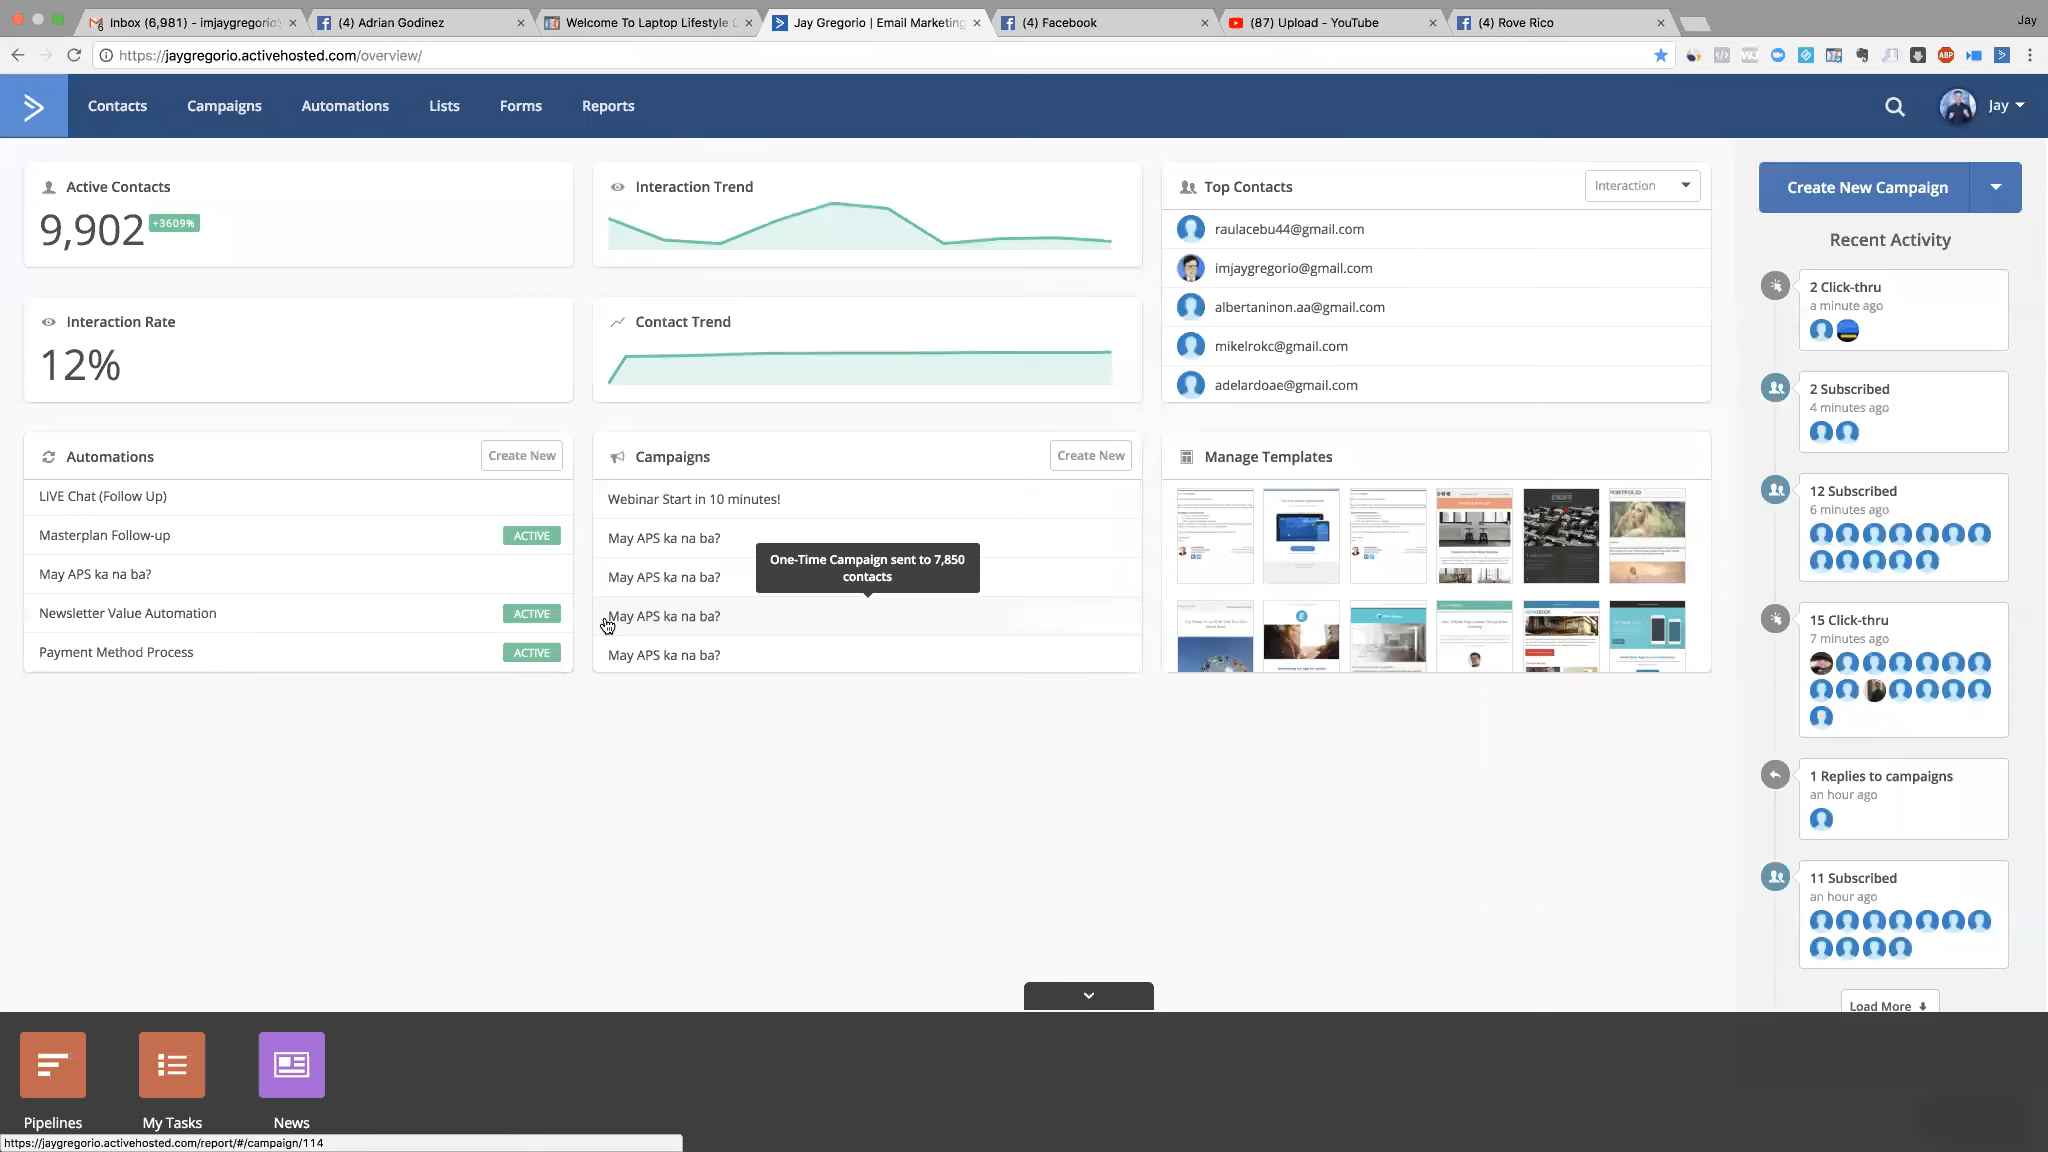 Inbox (6,981) - imjaygregorio
(4) Adrian Godinez
Welcome To Laptop Lifestyle
Jay Gregorio | Email Marketing
(4) Facebook
(87) Upload - YouTube
(4) Rove Rico
Jay
https://jaygregorio.activehosted.com/overview/
ABP
Contacts
Campaigns
Automations
Lists
Forms
Reports
Jay
Active Contacts
9,902
+3609%
Interaction Trend
Top Contacts
Interaction
raulacebu44@gmail.com
imjaygregorio@gmail.com
albertaninon.aa@gmail.com
mikelrokc@gmail.com
adelardoae@gmail.com
Interaction Rate
12%
Contact Trend
Automations
Create New
LIVE Chat (Follow Up)
Masterplan Follow-up
ACTIVE
May APS ka na ba?
Newsletter Value Automation
ACTIVE
Payment Method Process
ACTIVE
Campaigns
Create New
Webinar Start in 10 minutes!
May APS ka na ba?
May APS ka na ba?
One-Time Campaign sent to 7,850
contacts
May APS ka na ba?
May APS ka na ba?
Manage Templates
Create New Campaign
Recent Activity
2 Click-thru
a minute ago
2 Subscribed
4 minutes ago
12 Subscribed
6 minutes ago
15 Click-thru
7 minutes ago
1 Replies to campaigns
an hour ago
11 Subscribed
an hour ago
Load More
Pipelines
My Tasks
News
https://jaygregorio.activehosted.com/report/#/campaign/114